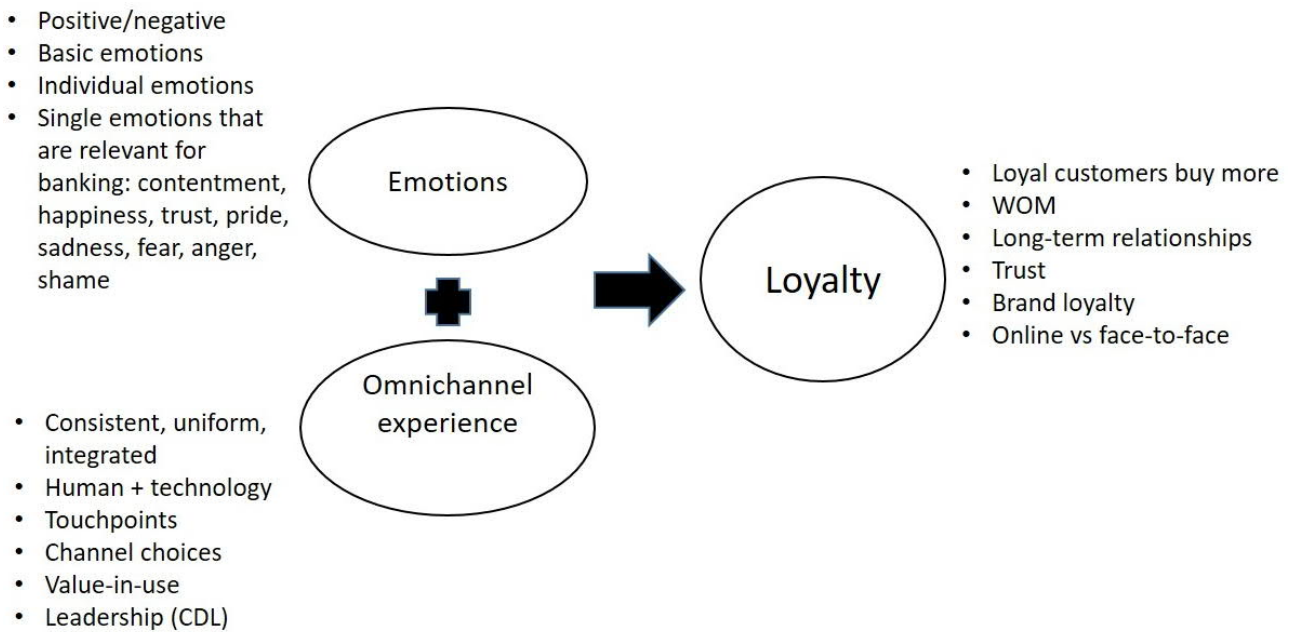 • Positive/negative
• Basic emotions
• Individual emotions
• Single emotions that
are relevant for
banking: contentment,
happiness, trust, pride,
sadness, fear, anger,
shame
Emotions
Omnichannel
experience
• Consistent, uniform,
integrated
• Human + technology
• Touchpoints
• Channel choices
• Value-in-use
• Leadership (CDL)
Loyalty
• Loyal customers buy more
• WOM
• Long-term relationships
• Trust
• Brand loyalty
• Online vs face-to-face